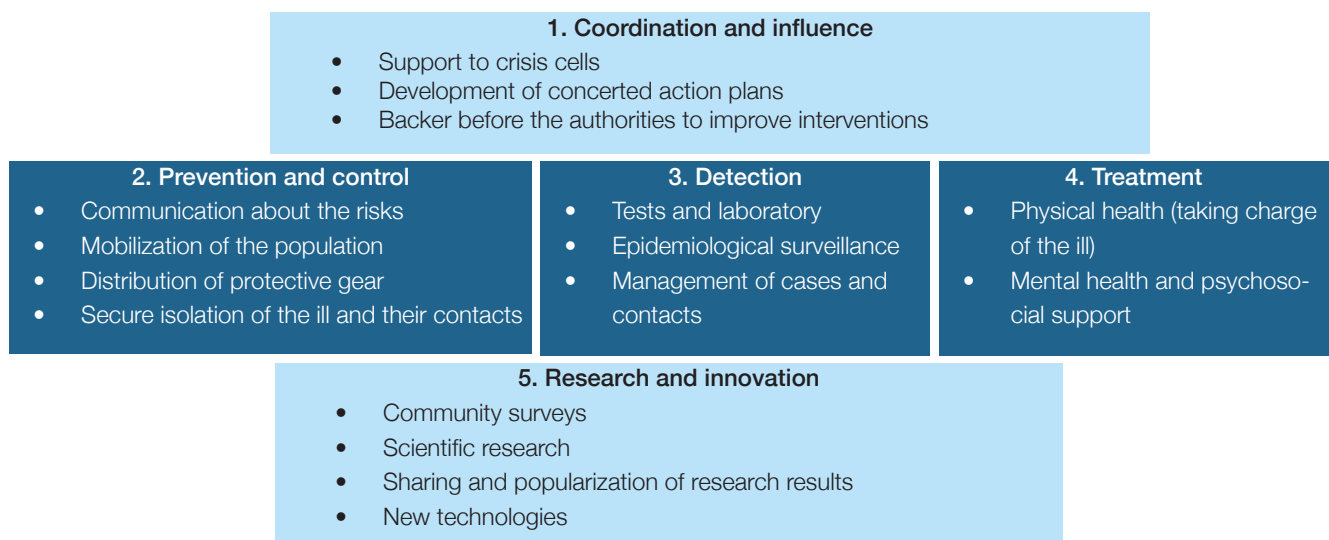 1. Coordination and influence
• Support to crisis cells
• Development of concerted action plans
• Backer before the authorities to improve interventions
2. Prevention and control
• Communication about the risks
• Mobilization of the population
• Distribution of protective gear
• Secure isolation of the ill and their contacts
3. Detection
• Tests and laboratory
• Epidemiological surveillance
• Management of cases and
contacts
4. Treatment
• Physical health (taking charge
of the ill)
• Mental health and psychoso-
cial support
5. Research and innovation
• Community surveys
• Scientific research
• Sharing and popularization of research results
• New technologies